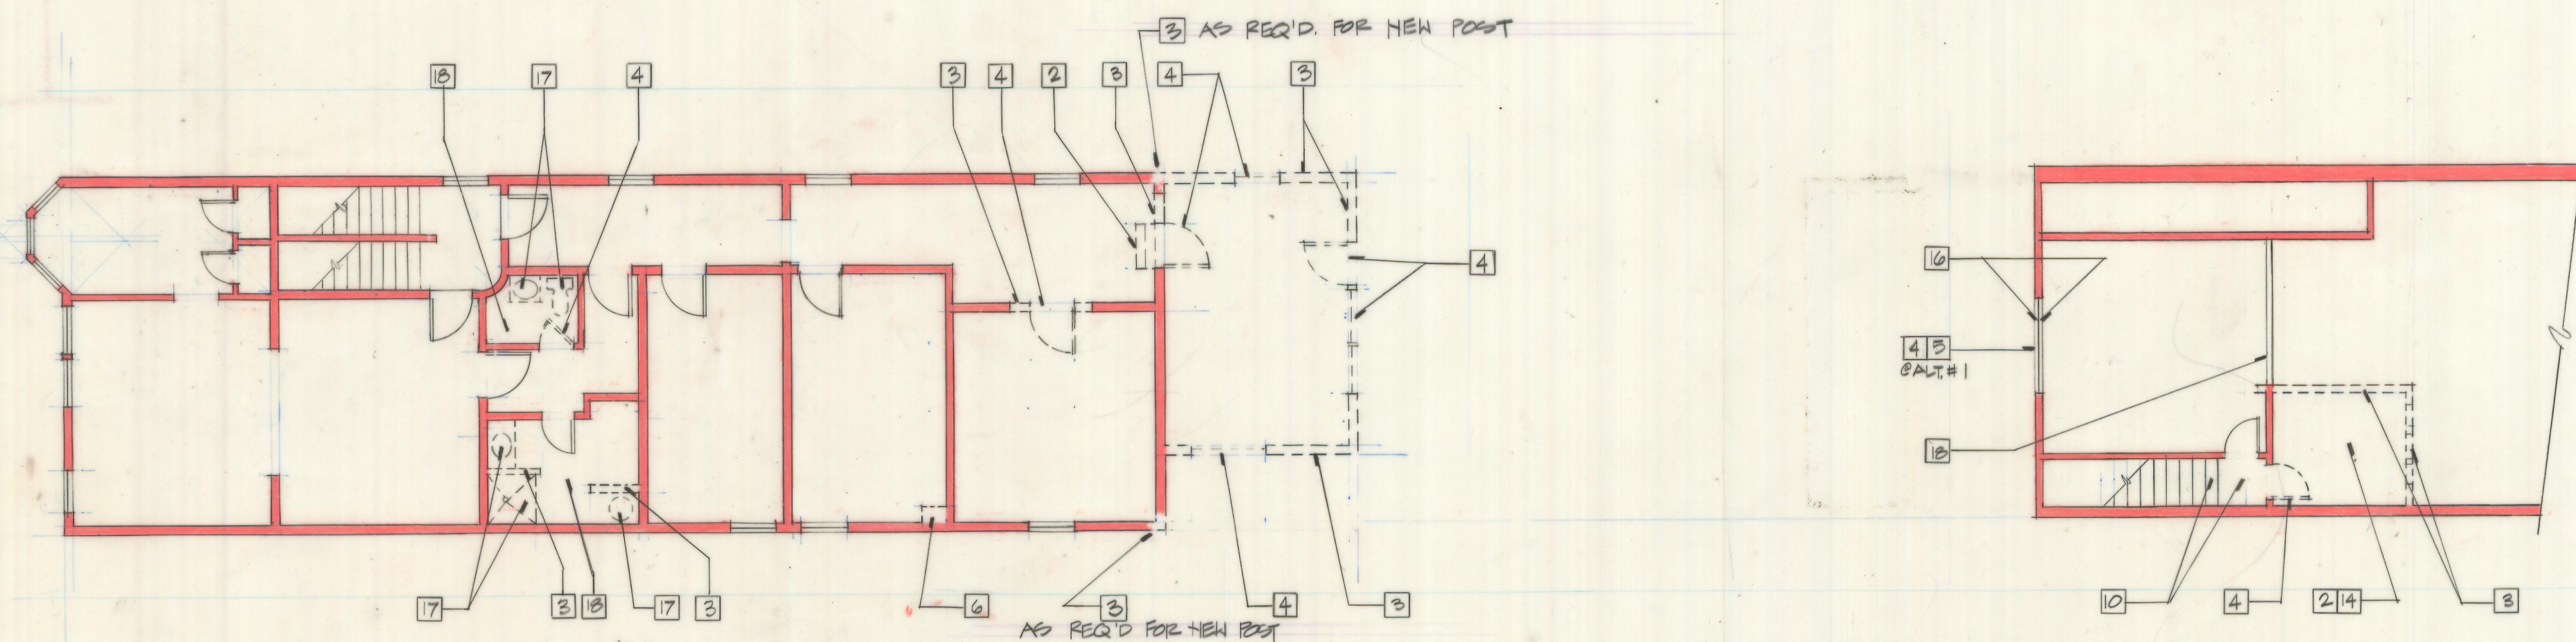 3 AS REQ'D. FOR NEW POST
18 17 4 3 4 2 3 4 3
4
16
4 5
@ALT. #1
18
17 3 18 17 3 6 3 4 3
AS REQ'D FOR NEW POST
10 4 2 14 3